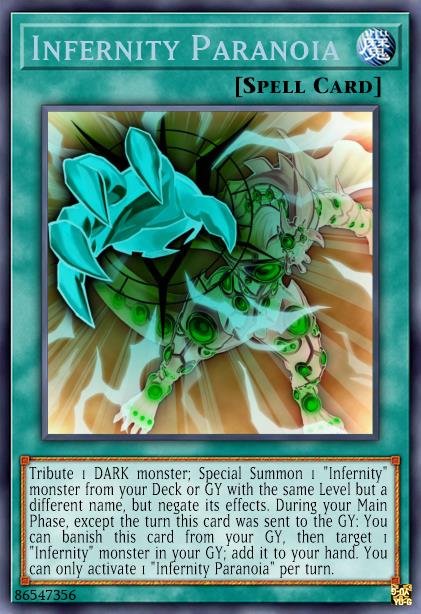 Infernity Paranoia
魔
[Spell Card]
Tribute 1 DARK monster; Special Summon 1 "Infernity"
monster from your Deck or GY with the same Level but a
different name, but negate its effects. During your Main
Phase, except the turn this card was sent to the GY: You
can banish this card from your GY, then target 1
"Infernity" monster in your GY; add it to your hand. You
can only activate 1 "Infernity Paranoia" per turn.
86547356